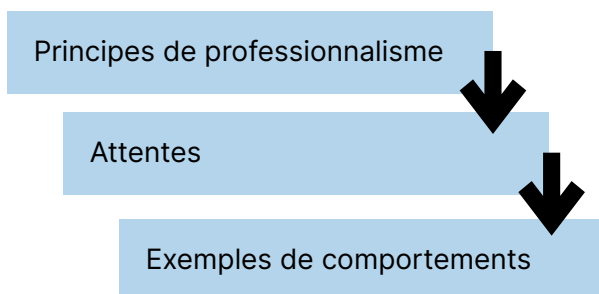 Principes de professionnalisme
Attentes
Exemples de comportements